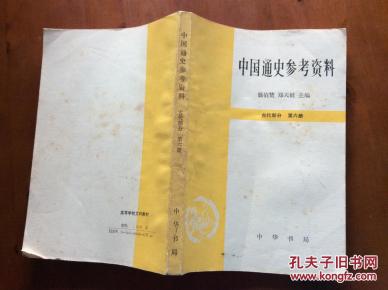 中国通史参考资料
翦伯赞 郑天挺 主编
古代部分 第六册
中华书局
中国通史参考资料
古代部分 第六册
中华书局
高等学校文科教材
孔夫子旧书网